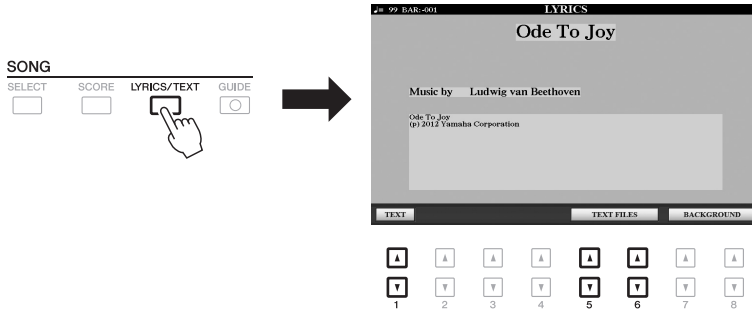 SONG
SELECT SCORE LYRICS/TEXT GUIDE
♩= 99 BAR:-001 LYRICS
Ode To Joy
Music by Ludwig van Beethoven
Ode To Joy
(p) 2012 Yamaha Corporation
TEXT TEXT FILES BACKGROUND
1 2 3 4 5 6 7 8